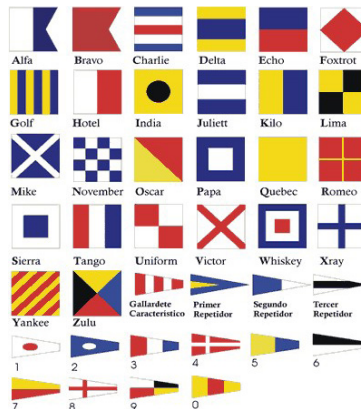 Alfa Bravo Charlie Delta Echo Foxtrot
Golf Hotel India Juliett Kilo Lima
Mike November Oscar Papa Quebec Romeo
Sierra Tango Uniform Victor Whiskey Xray
Yankee Zulu Gallardete Caracteristico Primer Repetidor Segundo Repetidor Tercer Repetidor
1 2 3 4 5 6
7 8 9 0